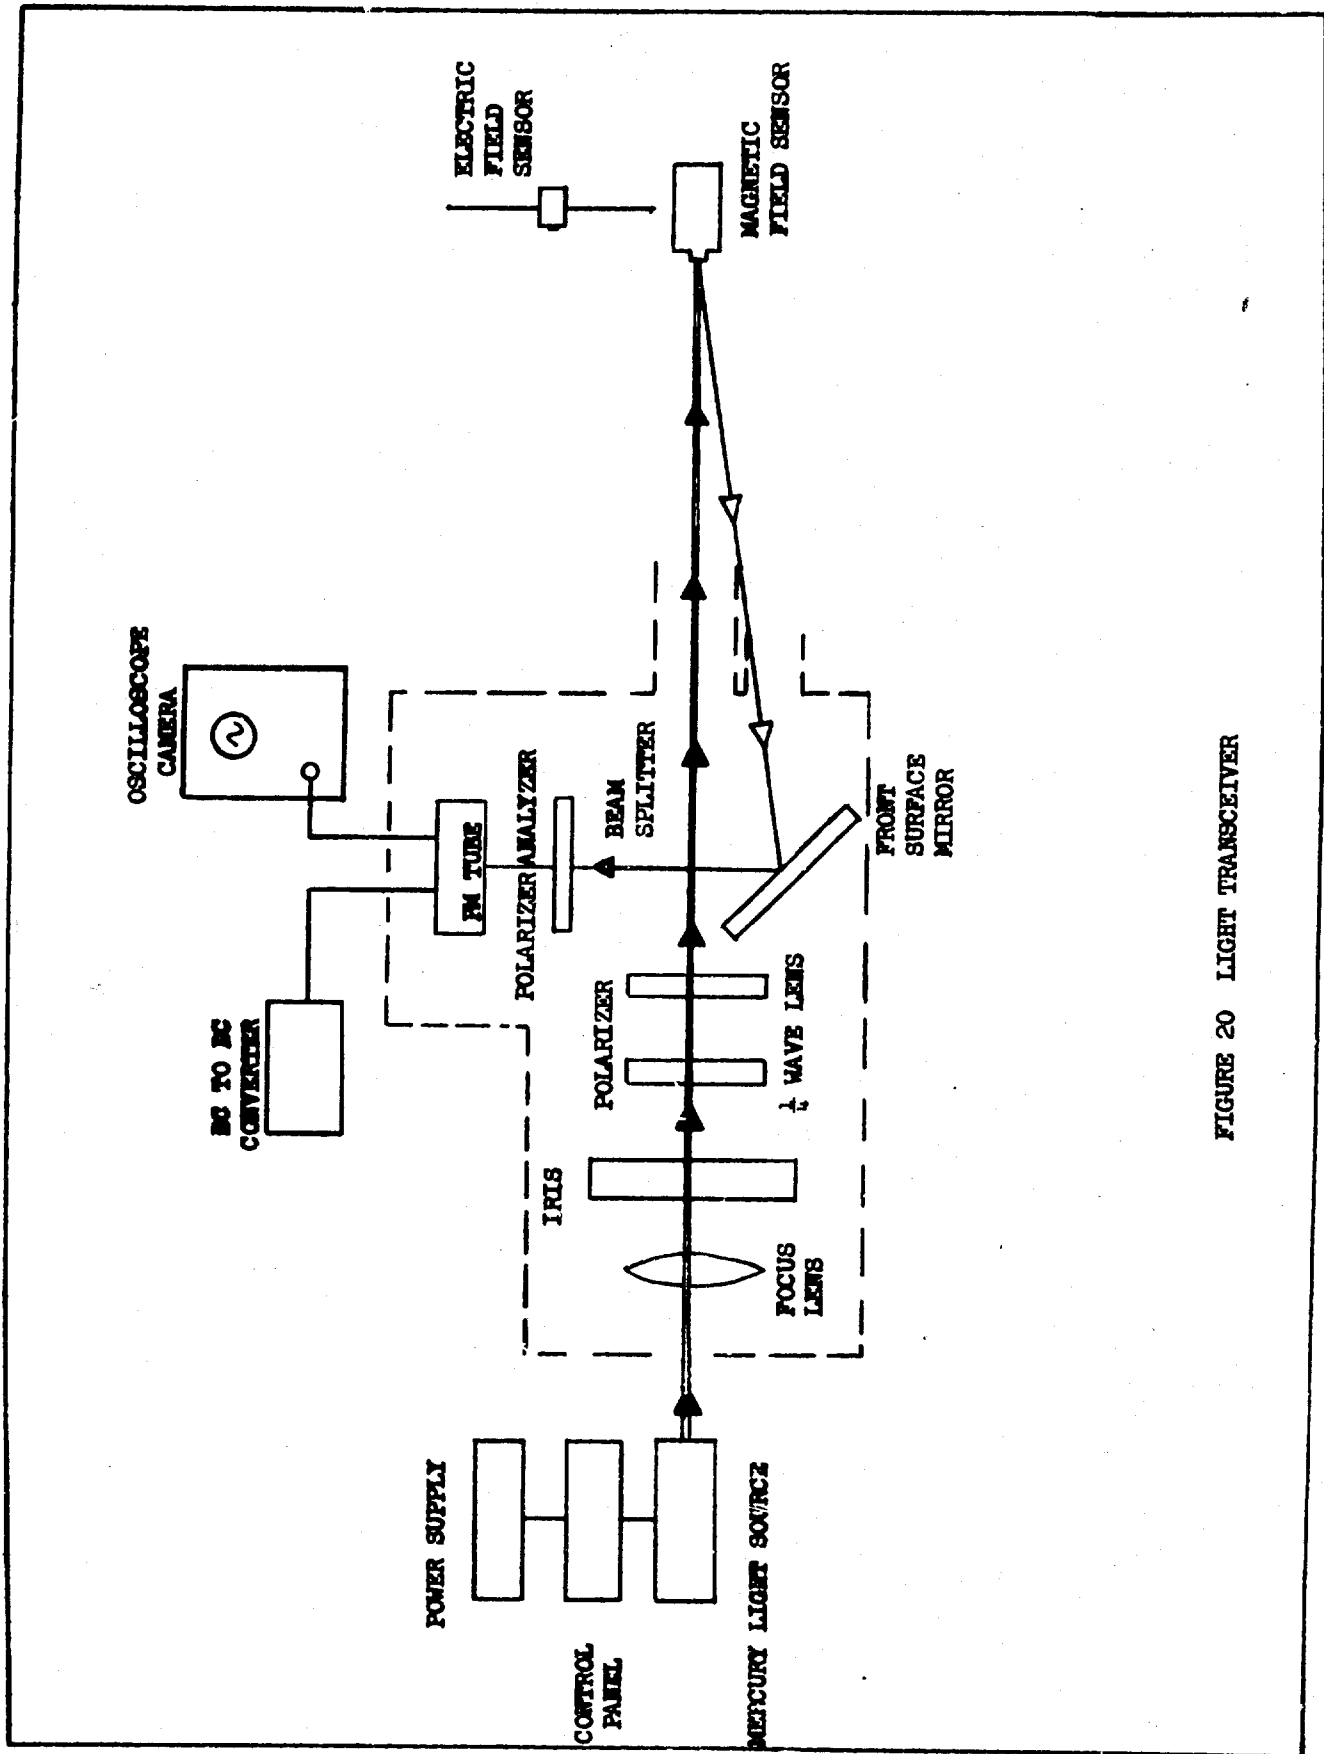 OSCILLOSCOPE
CAMERA
DC TO DC
CONVERTER
ELECTRIC
FIELD
SENSOR
POWER SUPPLY
PM TUBE
POLARIZER ANALYZER
IRIS
POLARIZER
BEAM
SPLITTER
CONTROL
PANEL
MAGNETIC
FIELD SENSOR
MERCURY LIGHT SOURCE
FOCUS
LENS
1/4 WAVE LENS
FRONT
SURFACE
MIRROR
FIGURE 20 LIGHT TRANSCEIVER